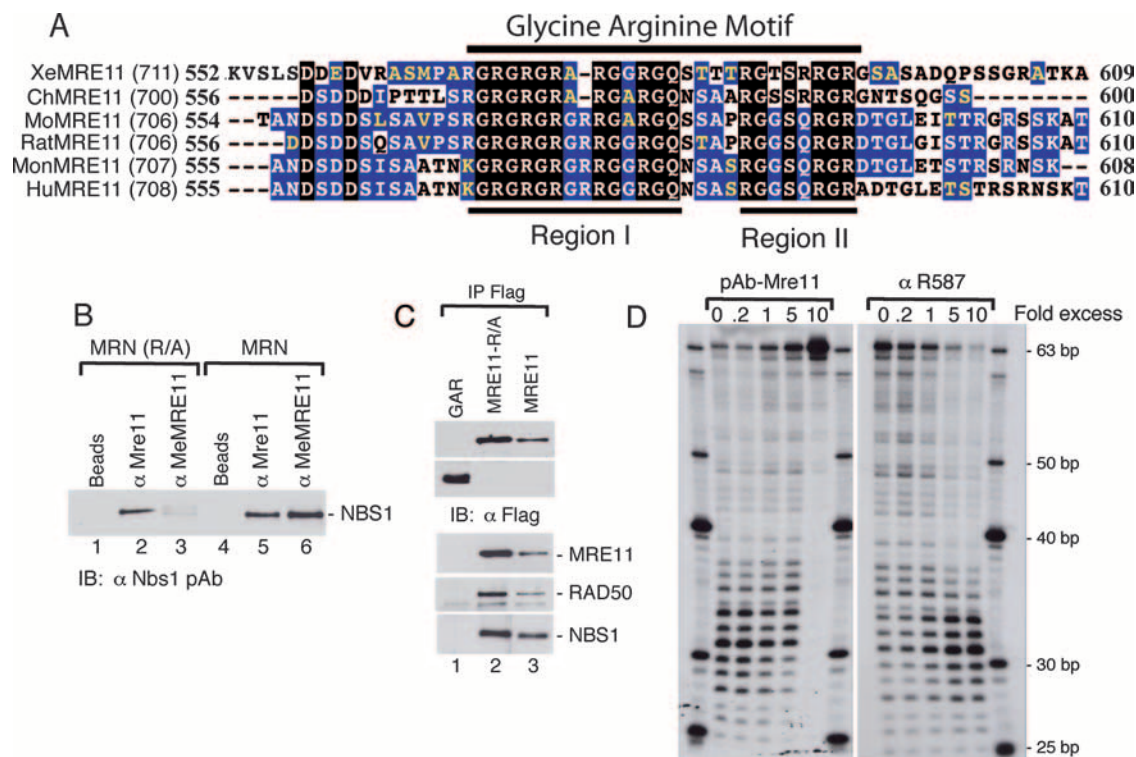 A
Glycine Arginine Motif
XeMRE11 (711) 552 .KVSLSDDEDVRASMPARGRGRGRA-RGGRGQSTTTRGTSRRGRGSASADQPSSGRATKA 609
ChMRE11 (700) 556 -----DSDDDIPTTLSRGRGRGRA-RGARGQNSAARGSSRRGRGNTSQGSS-------- 600
MoMRE11 (706) 554 --TANDSDDSLSAVPSRGRGRGRGRRGARGQSSAPRGGSQRGRDTGLEITTRGRSSKAT 610
RatMRE11 (706) 556 ----DDSDDSQSAVPSRGRGRGRGRRGGRGQSTAPRGGSQRGRDTGLEISTRGRSSKAT 610
MonMRE11 (707) 555 ---ANDSDDSISAATNKGRGRGRGRRGGRGQNSASRGGSQRGRDTGLETSTRSRNSK-- 608
HuMRE11 (708) 555 ---ANDSDDSISAATNKGRGRGRGRRGGRGQNSASRGGSQRGRADTGLETSTRSRNSKT 610
Region I Region II
B
MRN (R/A) MRN
Beads α Mre11 α MeMRE11 Beads α Mre11 α MeMRE11
- NBS1
1 2 3 4 5 6
IB: α Nbs1 pAb
C
IP Flag
GAR MRE11-R/A MRE11
IB: α Flag
- MRE11
- RAD50
- NBS1
1 2 3
D
pAb-Mre11 α R587
0 .2 1 5 10 0 .2 1 5 10 Fold excess
- 63 bp
- 50 bp
- 40 bp
- 30 bp
- 25 bp